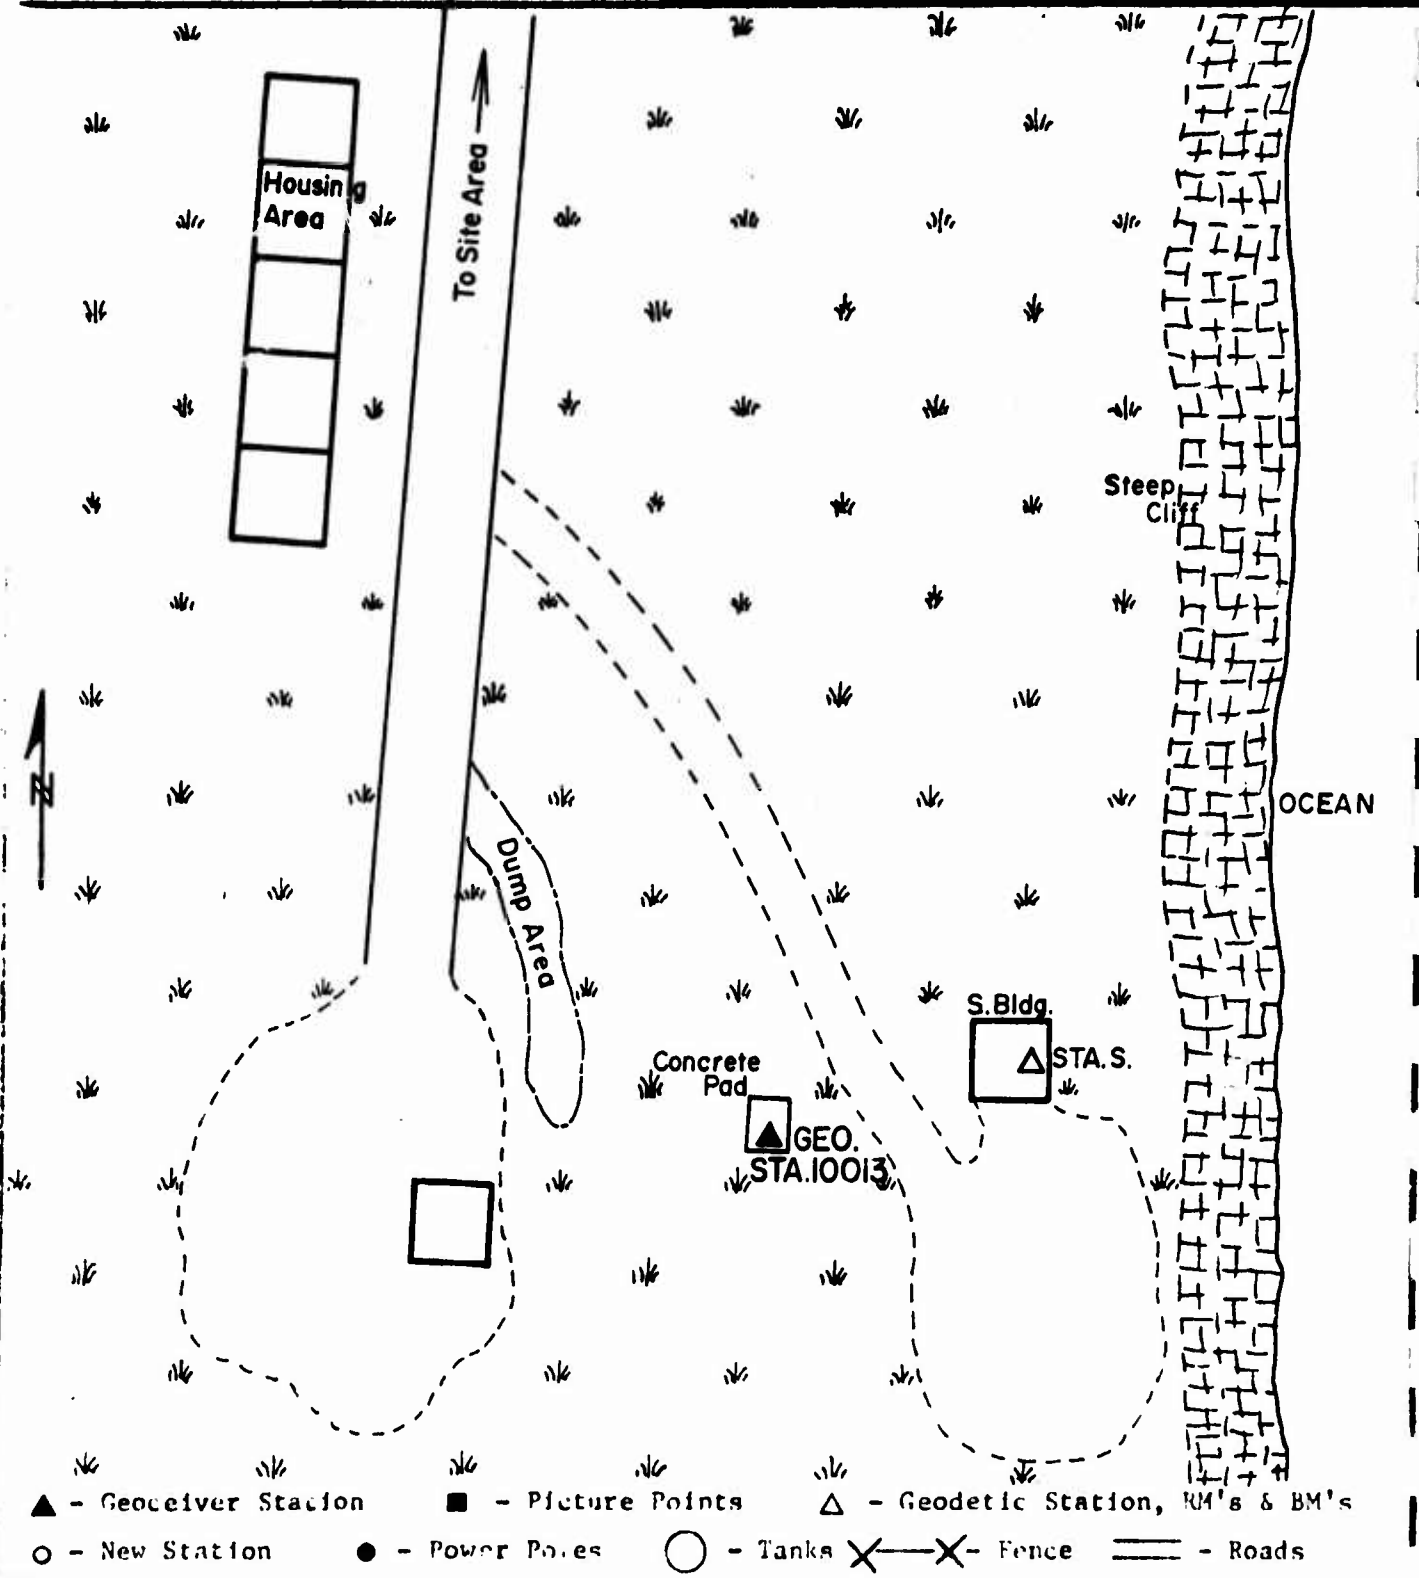 To Site Area
Housing
Area
Steep
Cliff
N
OCEAN
Dump Area
S. Bldg.
STA. S.
Concrete
Pad
GEO.
STA. 10013
- Geoceiver Station
- Picture Points
- Geodetic Station, RM's & BM's
- New Station
- Power Poles
- Tanks
- Fence
- Roads